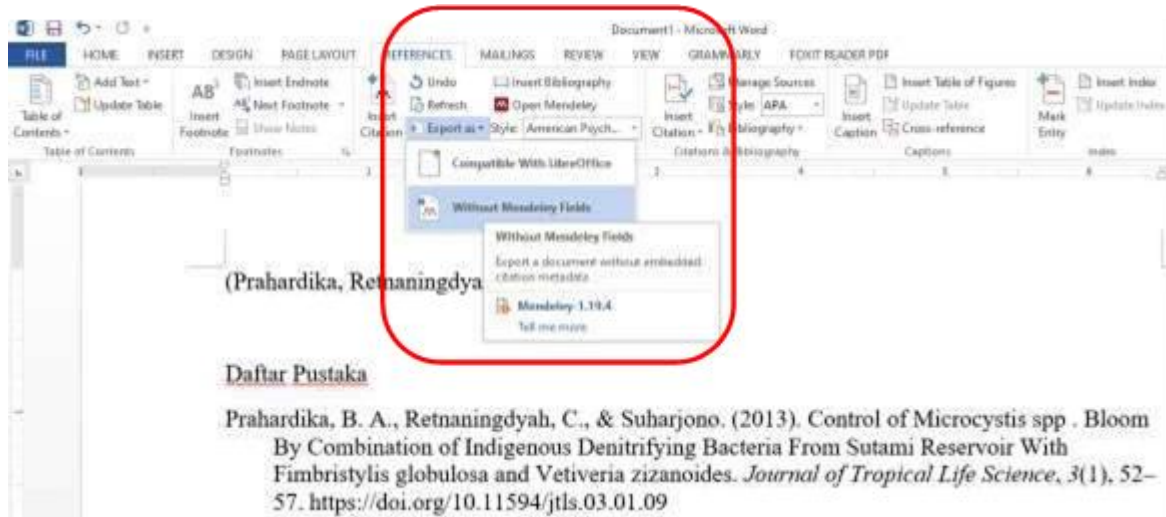 Document1 - Microsoft Word
FILE HOME INSERT DESIGN PAGE LAYOUT REFERENCES MAILINGS REVIEW VIEW GRAMMARLY FOXIT READER PDF
Add Text Insert Endnote Undo Insert Bibliography Manage Sources Insert Table of Figures Insert Index
Update Table AB Next Footnote Refresh Open Mendeley Style: APA Update Table Update Index
Table of Contents Insert Footnote Show Notes Insert Citation Export as Style: American Psych... Insert Citation Bibliography Insert Caption Cross-reference Mark Entry
Table of Contents Footnotes Citations & Bibliography Captions Index
Compatible With LibreOffice
Without Mendeley Fields
Without Mendeley Fields
Export a document without embedded
citation metadata
Mendeley-1.19.4
Tell me more
(Prahardika, Retnaningdya
Daftar Pustaka
Prahardika, B. A., Retnaningdyah, C., & Suharjono. (2013). Control of Microcystis spp . Bloom
By Combination of Indigenous Denitrifying Bacteria From Sutami Reservoir With
Fimbristylis globulosa and Vetiveria zizanoides. Journal of Tropical Life Science, 3(1), 52–
57. https://doi.org/10.11594/jtls.03.01.09